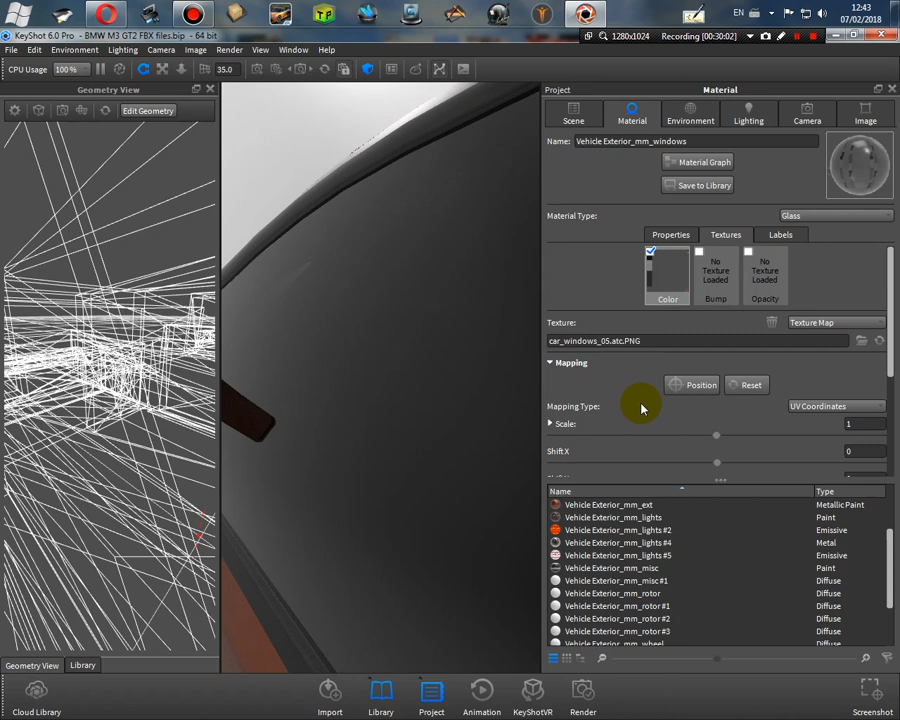 EN
12:43
07/02/2018
KeyShot 6.0 Pro - BMW M3 GT2 FBX files.bip - 64 bit
1280x1024
Recording [00:30:02]
File Edit Environment Lighting Camera Image Render View Window Help
CPU Usage 100 % 35.0
Geometry View
Edit Geometry
Project Material
Scene Material Environment Lighting Camera Image
Name: Vehicle Exterior_mm_windows
Material Graph
Save to Library
Material Type: Glass
Properties Textures Labels
No Texture Loaded
No Texture Loaded
Color Bump Opacity
Texture: Texture Map
car_windows_05.atc.PNG
Mapping
Position Reset
Mapping Type: UV Coordinates
Scale: 1
Shift X 0
Name Type
Vehicle Exterior_mm_ext Metallic Paint
Vehicle Exterior_mm_lights Paint
Vehicle Exterior_mm_lights #2 Emissive
Vehicle Exterior_mm_lights #4 Metal
Vehicle Exterior_mm_lights #5 Emissive
Vehicle Exterior_mm_misc Paint
Vehicle Exterior_mm_misc #1 Diffuse
Vehicle Exterior_mm_rotor Diffuse
Vehicle Exterior_mm_rotor #1 Diffuse
Vehicle Exterior_mm_rotor #2 Diffuse
Vehicle Exterior_mm_rotor #3 Diffuse
Vehicle Exterior_mm_wheel Diffuse
Geometry View Library
Cloud Library Import Library Project Animation KeyShotVR Render Screenshot